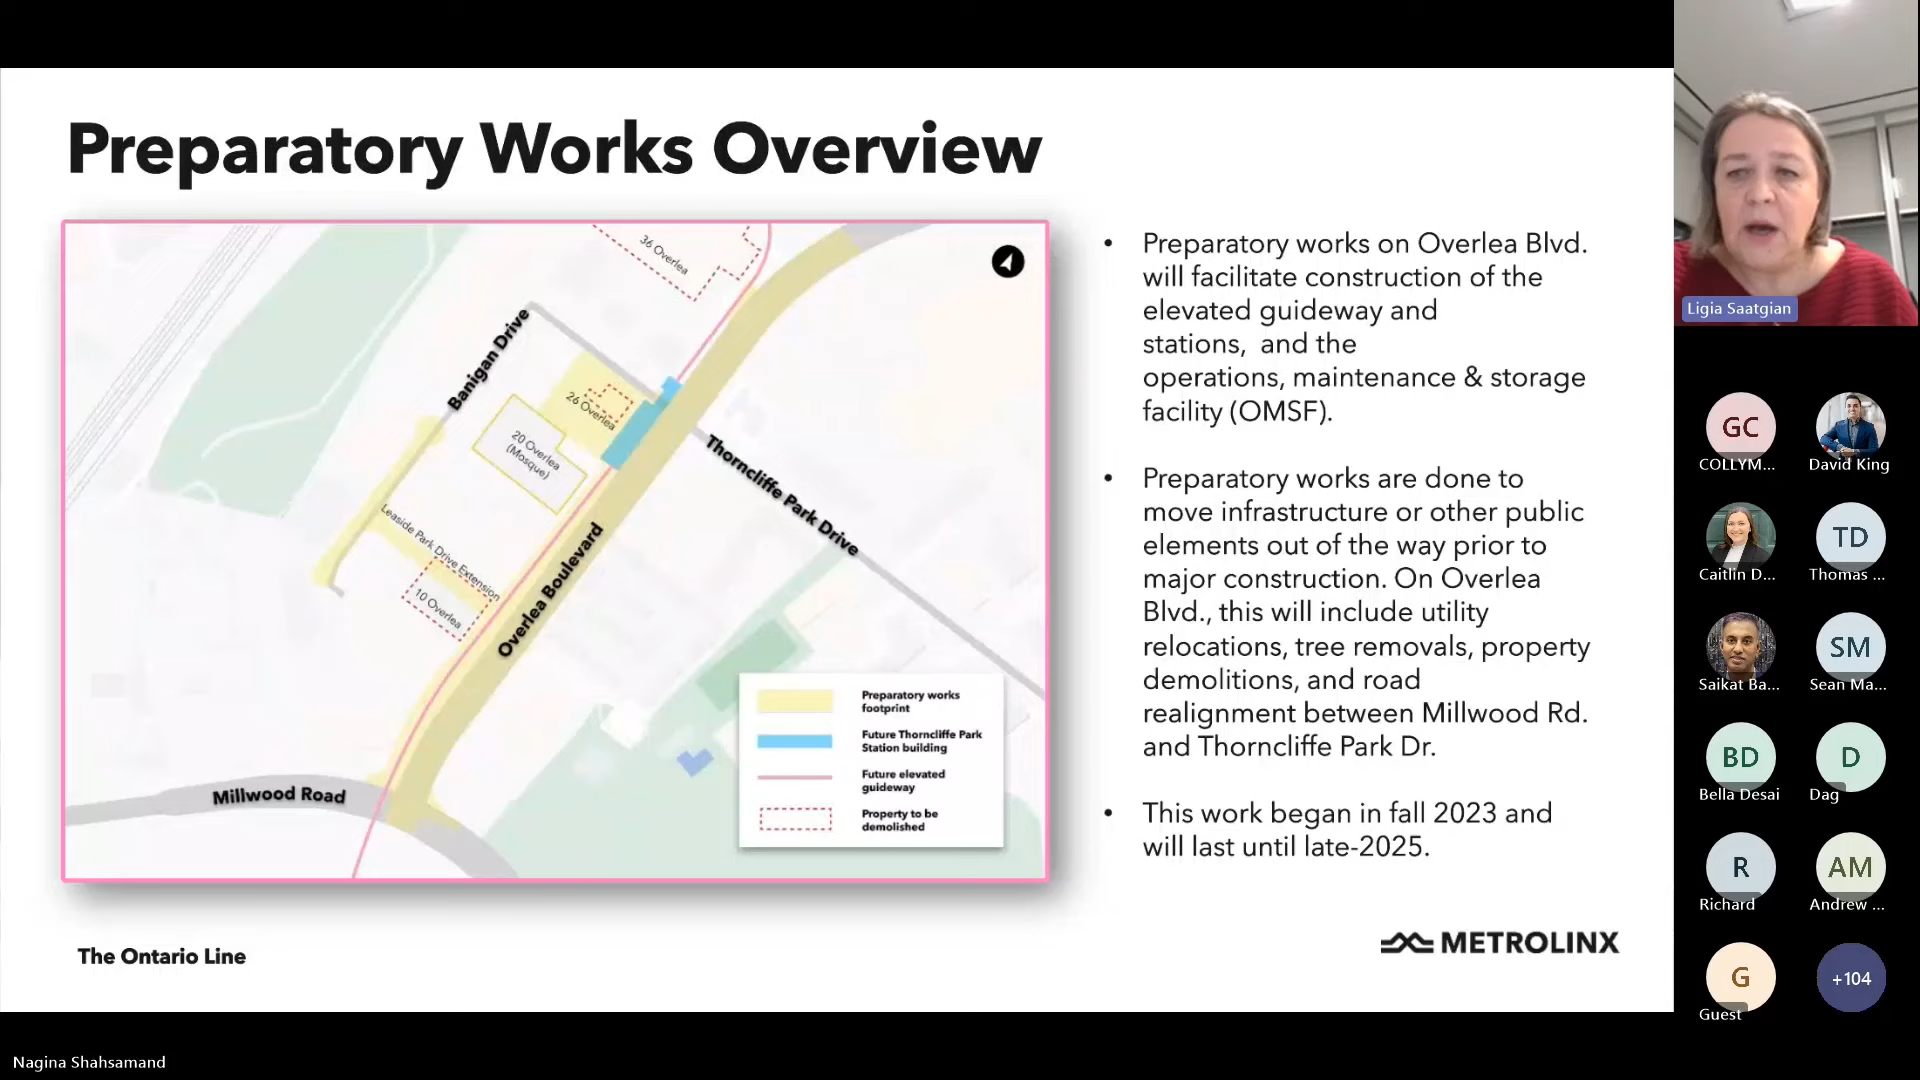 Preparatory Works Overview
36 Overlea
Banigan Drive
26 Overlea
20 Overlea
(Mosque)
Thorncliffe Park Drive
Leaside Park Drive Extension
10 Overlea
Overlea Boulevard
Millwood Road
Preparatory works
footprint
Future Thorncliffe Park
Station building
Future elevated
guideway
Property to be
demolished
• Preparatory works on Overlea Blvd.
will facilitate construction of the
elevated guideway and
stations, and the
operations, maintenance & storage
facility (OMSF).
• Preparatory works are done to
move infrastructure or other public
elements out of the way prior to
major construction. On Overlea
Blvd., this will include utility
relocations, tree removals, property
demolitions, and road
realignment between Millwood Rd.
and Thorncliffe Park Dr.
• This work began in fall 2023 and
will last until late-2025.
The Ontario Line
METROLINX
Nagina Shahsamand
Ligia Saatgian
GC
COLLYM...
David King
Caitlin D...
TD
Thomas ...
Saikat Ba...
SM
Sean Ma...
BD
Bella Desai
D
Dag
R
Richard
AM
Andrew ...
G
Guest
+104